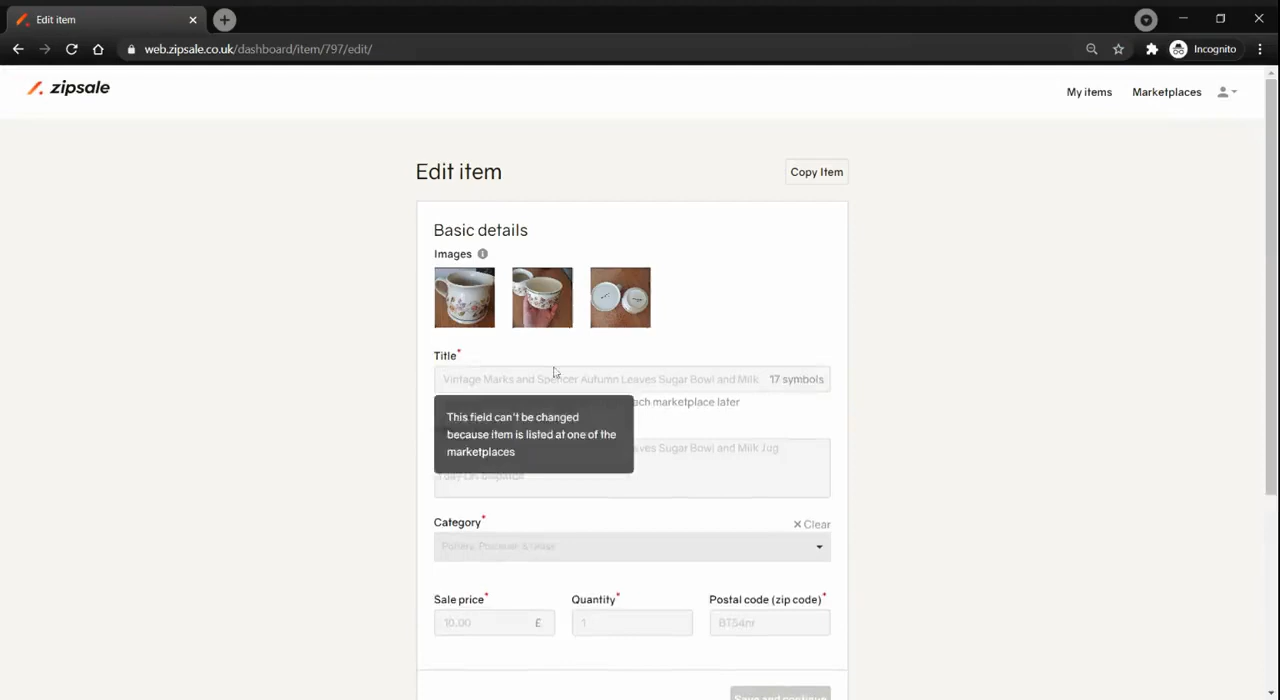 Edit item
web.zipsale.co.uk/dashboard/item/797/edit/
Incognito
zipsale
My items
Marketplaces
Edit item
Copy Item
Basic details
Images
Title*
Vintage Marks and Spencer Autumn Leaves Sugar Bowl and Milk
17 symbols
ch marketplace later
This field can't be changed
because item is listed at one of the
marketplaces
ves Sugar Bowl and Milk Jug
Category*
× Clear
Pottery, Porcelain & Glass
Sale price*
Quantity*
Postal code (zip code)*
10.00
£
1
BT54nr
Save and continue